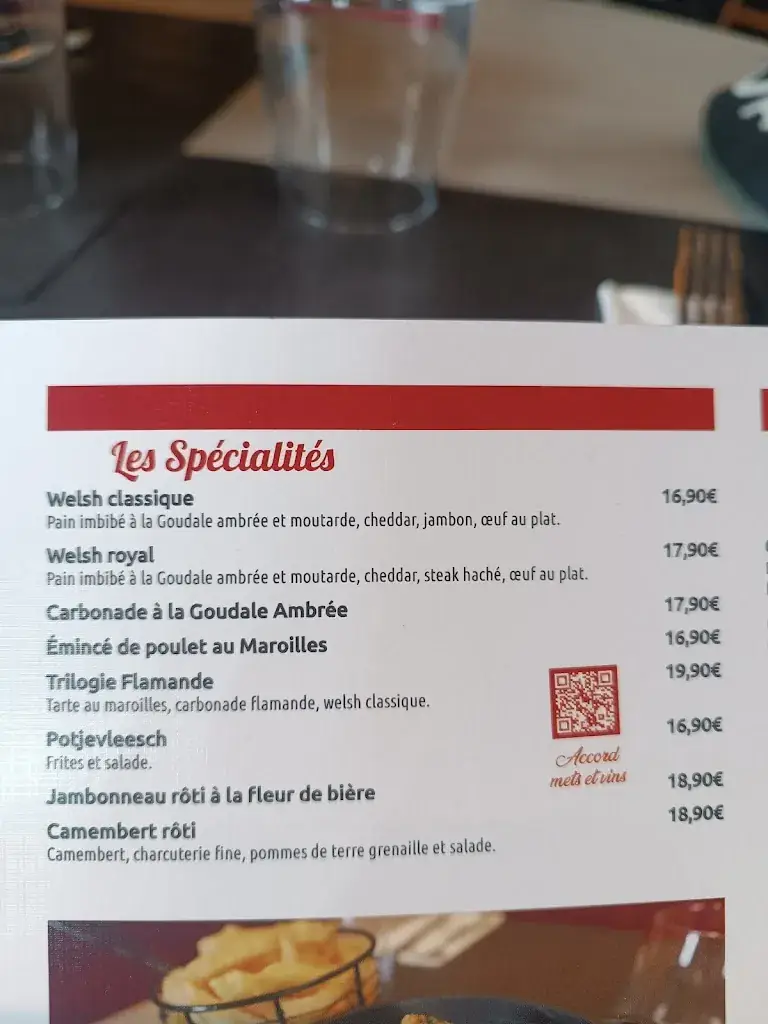 Les Spécialités
Welsh classique 16,90€
Pain imbibé à la Goudale ambrée et moutarde, cheddar, jambon, œuf au plat.
Welsh royal 17,90€
Pain imbibé à la Goudale ambrée et moutarde, cheddar, steak haché, œuf au plat.
Carbonade à la Goudale Ambrée 17,90€
Émincé de poulet au Maroilles 16,90€
Trilogie Flamande 19,90€
Tarte au maroilles, carbonade flamande, welsh classique.
Potjevleesch 16,90€
Frites et salade.
Accord
mets et vins
Jambonneau rôti à la fleur de bière 18,90€
Camembert rôti 18,90€
Camembert, charcuterie fine, pommes de terre grenaille et salade.